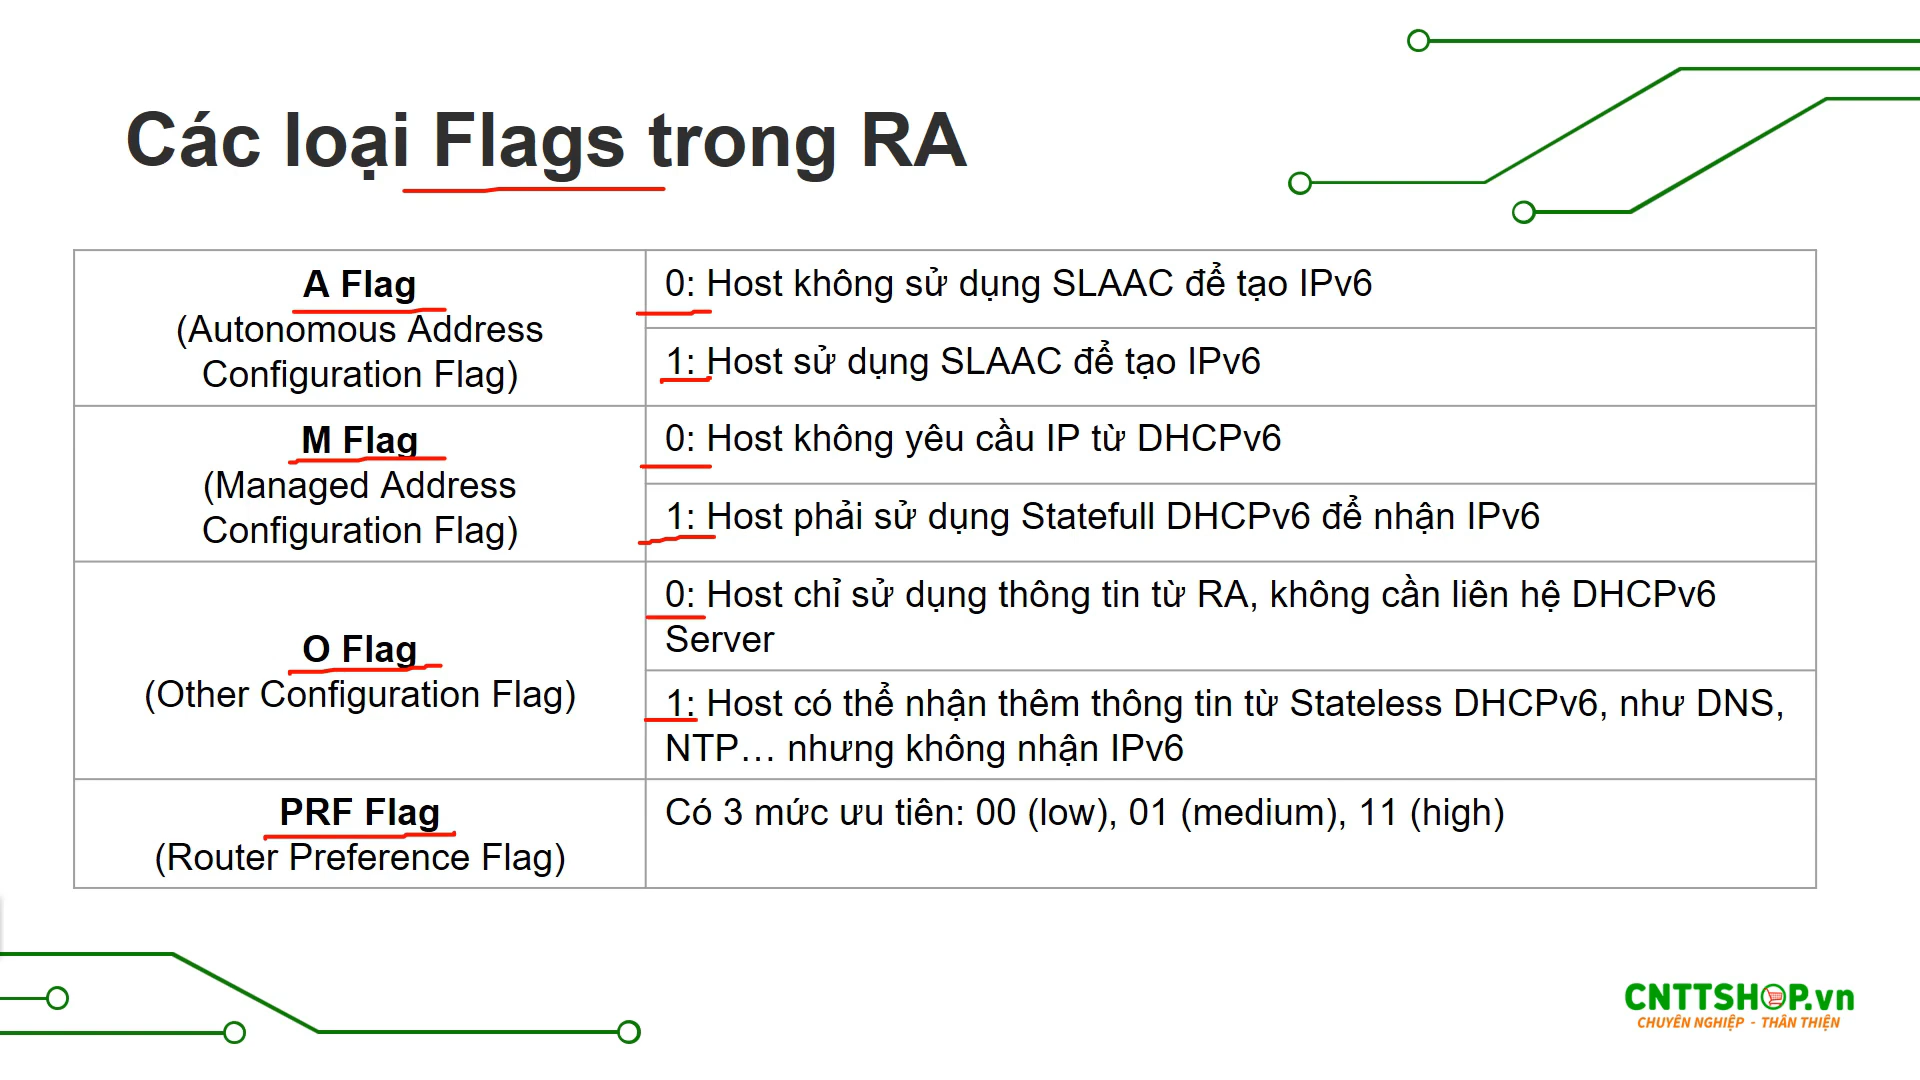 Các loại Flags trong RA
A Flag
(Autonomous Address
Configuration Flag)
0: Host không sử dụng SLAAC để tạo IPv6
1: Host sử dụng SLAAC để tạo IPv6
M Flag
(Managed Address
Configuration Flag)
0: Host không yêu cầu IP từ DHCPv6
1: Host phải sử dụng Statefull DHCPv6 để nhận IPv6
O Flag
(Other Configuration Flag)
0: Host chỉ sử dụng thông tin từ RA, không cần liên hệ DHCPv6
Server
1: Host có thể nhận thêm thông tin từ Stateless DHCPv6, như DNS,
NTP… nhưng không nhận IPv6
PRF Flag
(Router Preference Flag)
Có 3 mức ưu tiên: 00 (low), 01 (medium), 11 (high)
CNTTSHOP.vn
CHUYÊN NGHIỆP - THÂN THIỆN